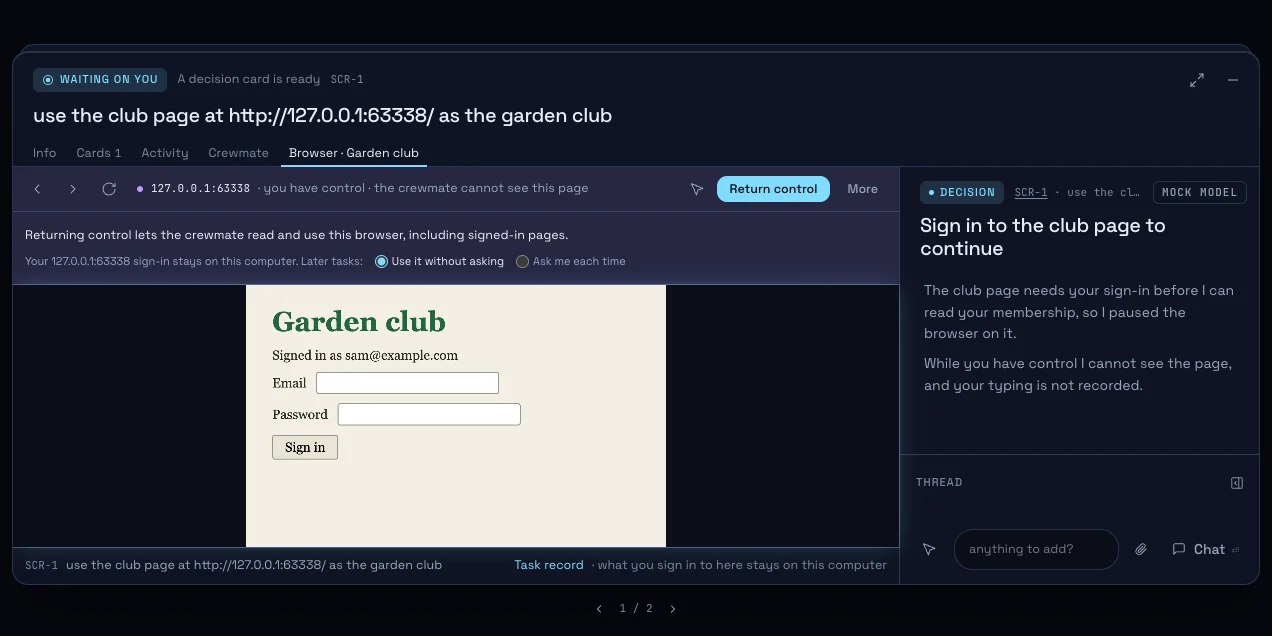 WAITING ON YOU A decision card is ready SCR-1
use the club page at http://127.0.0.1:63338/ as the garden club
Info Cards 1 Activity Crewmate Browser · Garden club
127.0.0.1:63338 · you have control · the crewmate cannot see this page Return control More
Returning control lets the crewmate read and use this browser, including signed-in pages.
Your 127.0.0.1:63338 sign-in stays on this computer. Later tasks: Use it without asking Ask me each time
Garden club
Signed in as sam@example.com
Email
Password
Sign in
SCR-1 use the club page at http://127.0.0.1:63338/ as the garden club Task record · what you sign in to here stays on this computer
DECISION SCR-1 · use the cl… MOCK MODEL
Sign in to the club page to
continue
The club page needs your sign-in before I can
read your membership, so I paused the
browser on it.
While you have control I cannot see the page,
and your typing is not recorded.
THREAD
anything to add? Chat
1 / 2